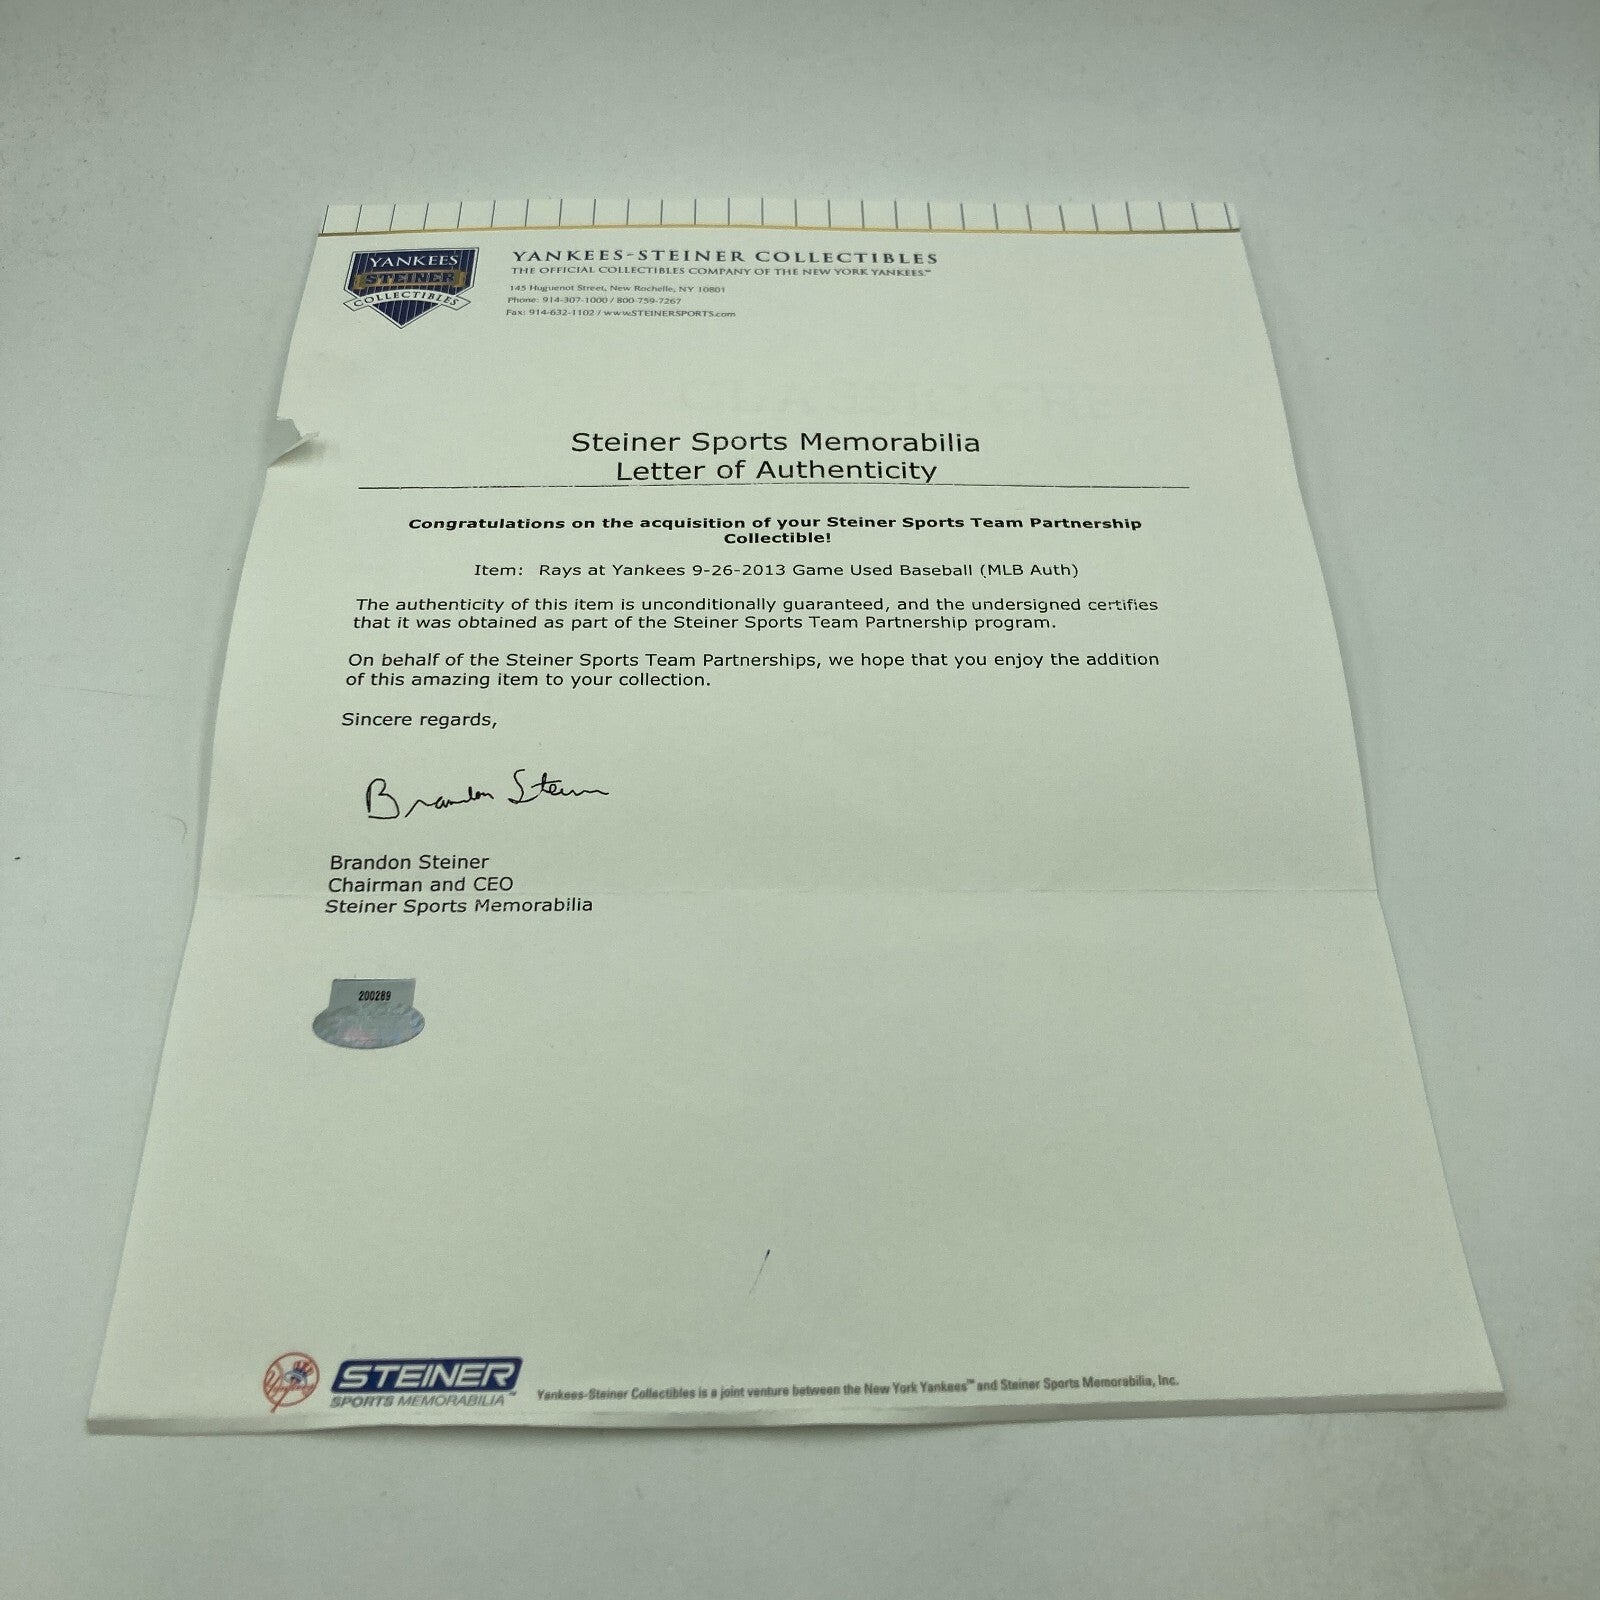 YANKEES
STEINER
COLLECTIBLES
YANKEES-STEINER COLLECTIBLES
THE OFFICIAL COLLECTIBLES COMPANY OF THE NEW YORK YANKEES™
145 Huguenot Street, New Rochelle, NY 10801
Phone: 914-307-1000 / 800-759-7267
Fax: 914-632-1102 / www.STEINERSPORTS.com
Steiner Sports Memorabilia
Letter of Authenticity
Congratulations on the acquisition of your Steiner Sports Team Partnership
Collectible!
Item: Rays at Yankees 9-26-2013 Game Used Baseball (MLB Auth)
The authenticity of this item is unconditionally guaranteed, and the undersigned certifies
that it was obtained as part of the Steiner Sports Team Partnership program.
On behalf of the Steiner Sports Team Partnerships, we hope that you enjoy the addition
of this amazing item to your collection.
Sincere regards,
Brandon Steiner
Brandon Steiner
Chairman and CEO
Steiner Sports Memorabilia
200289
Yankees
STEINER
SPORTS MEMORABILIA™
Yankees-Steiner Collectibles is a joint venture between the New York Yankees™ and Steiner Sports Memorabilia, Inc.